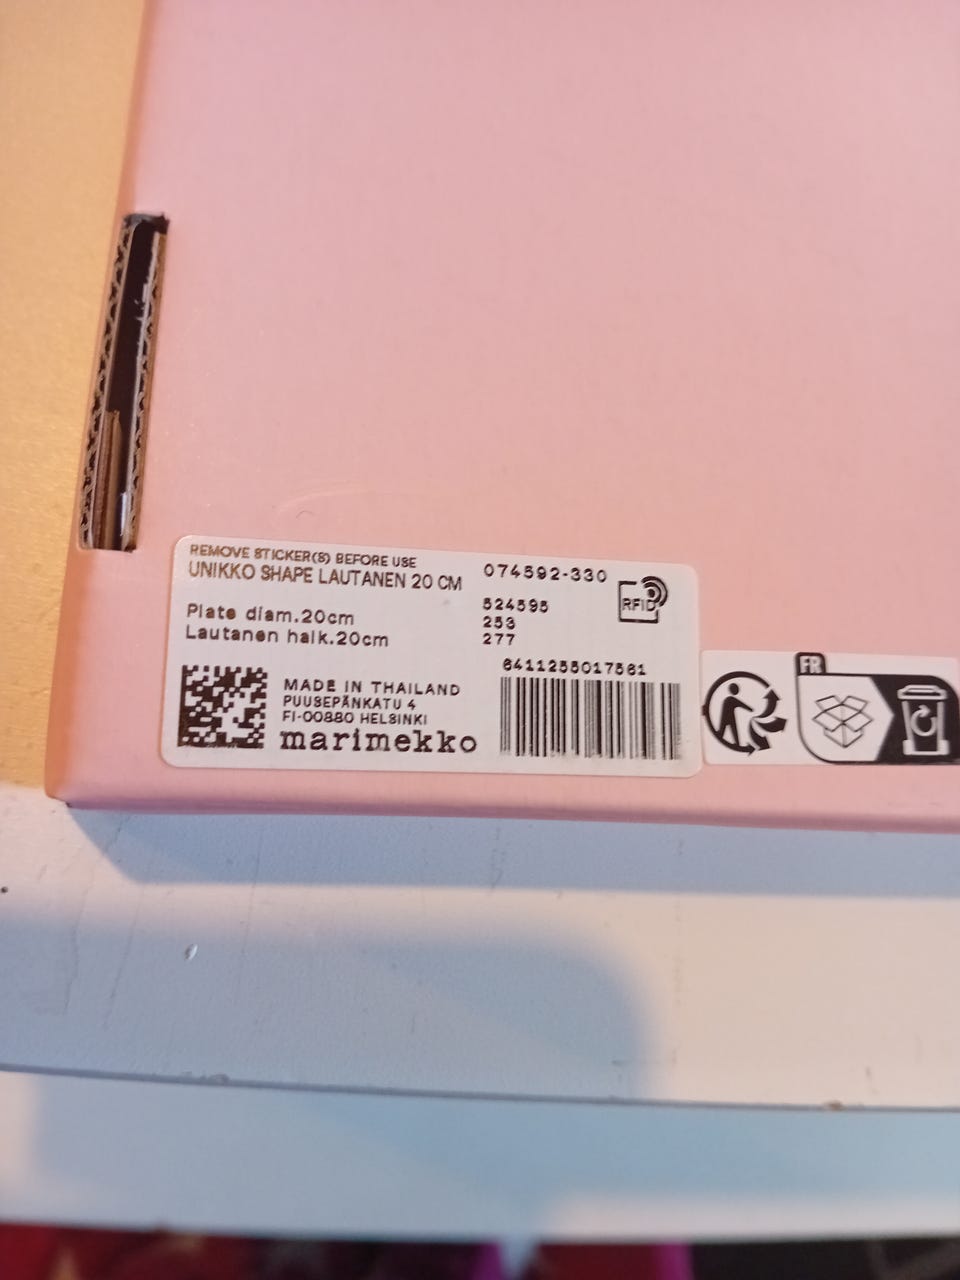 REMOVE STICKER(S) BEFORE USE
UNIKKO SHAPE LAUTANEN 20 CM
074592-330
RFID
Plate diam.20cm
524595
253
Lautanen halk.20cm
277
6411255017561
MADE IN THAILAND
PUUSEPÄNKATU 4
FI-00880 HELSINKI
marimekko
FR